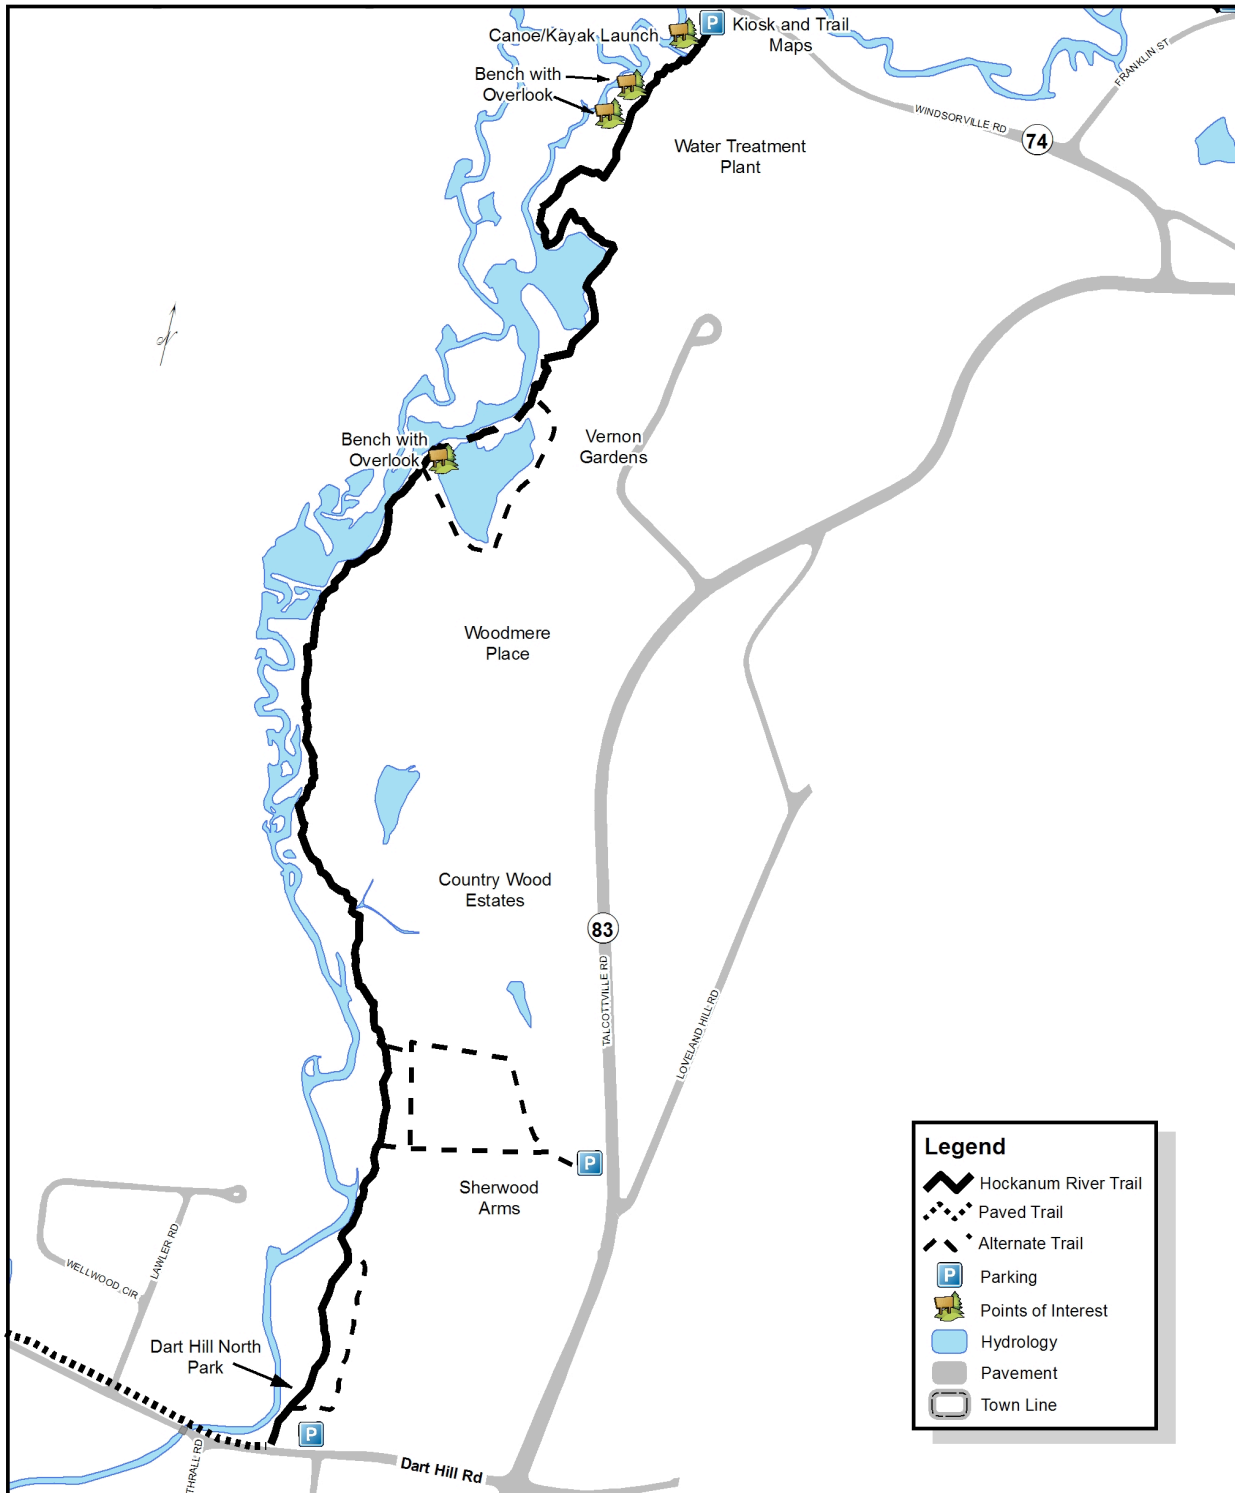 Canoe/Kayak Launch
P
Kiosk and Trail
Maps
Bench with
Overlook
FRANKLIN ST
WINDSORVILLE RD
74
Water Treatment
Plant
N
Bench with
Overlook
Vernon
Gardens
Woodmere
Place
Country Wood
Estates
83
TALCOTTVILLE RD
LOVELAND HILL RD
P
Sherwood
Arms
LAWLER RD
WELLWOOD CIR
Dart Hill North
Park
P
THRALL RD
Dart Hill Rd
Legend
Hockanum River Trail
Paved Trail
Alternate Trail
P Parking
Points of Interest
Hydrology
Pavement
Town Line